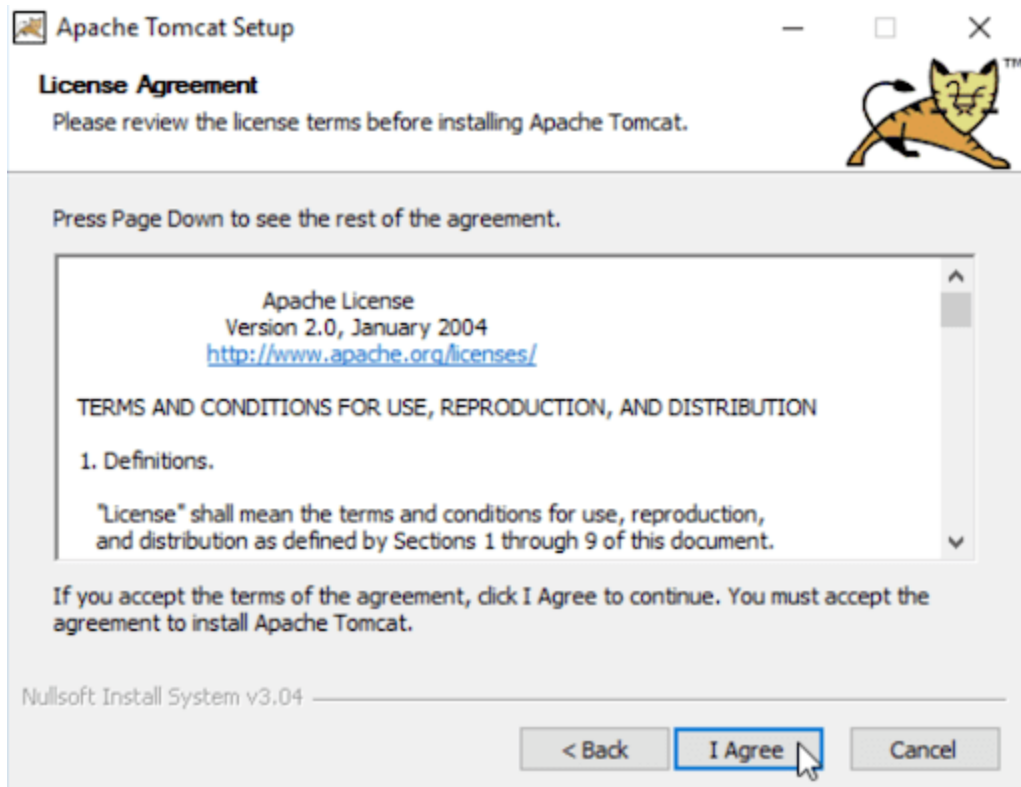 Apache Tomcat Setup
License Agreement
Please review the license terms before installing Apache Tomcat.
TM
Press Page Down to see the rest of the agreement.
Apache License
Version 2.0, January 2004
http://www.apache.org/licenses/
TERMS AND CONDITIONS FOR USE, REPRODUCTION, AND DISTRIBUTION
1. Definitions.
"License" shall mean the terms and conditions for use, reproduction,
and distribution as defined by Sections 1 through 9 of this document.
If you accept the terms of the agreement, click I Agree to continue. You must accept the
agreement to install Apache Tomcat.
Nullsoft Install System v3.04
< Back
I Agree
Cancel